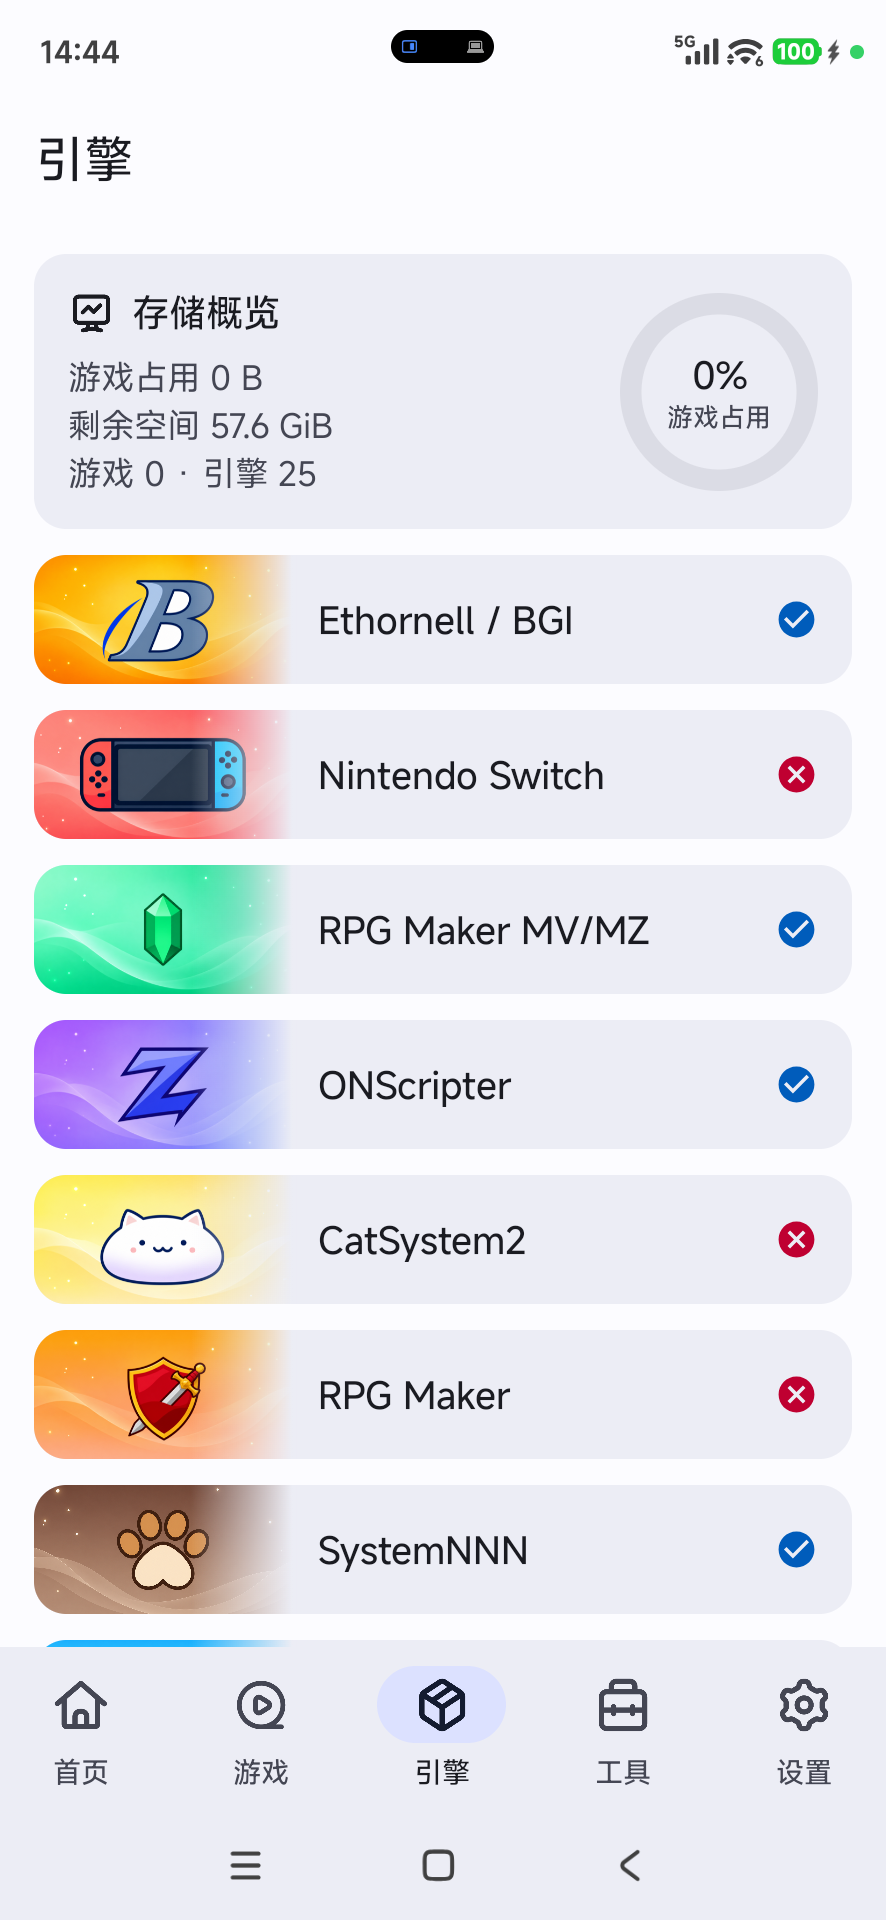 14:44
5G
6
100
引擎
存储概览
游戏占用 0 B
剩余空间 57.6 GiB
游戏 0 · 引擎 25
0%
游戏占用
Ethornell / BGI
Nintendo Switch
RPG Maker MV/MZ
ONScripter
CatSystem2
RPG Maker
SystemNNN
首页
游戏
引擎
工具
设置